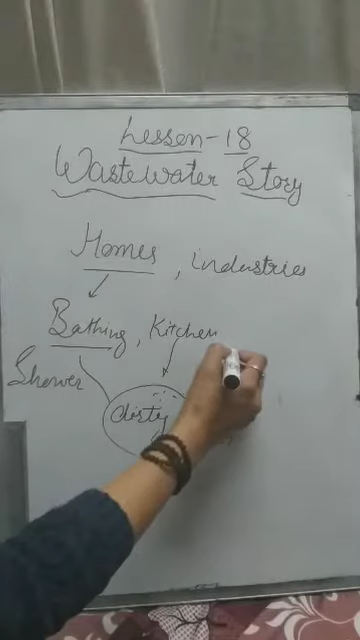 Lessen-18
Wastewater Story
Homes, industries
Bathing, Kitchen
Shower
dirty